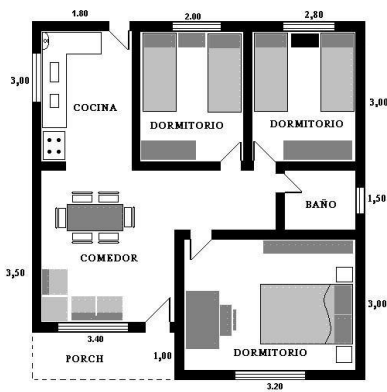 1.80
2.00
2,80
3,00
COCINA
DORMITORIO
DORMITORIO
3,00
BAÑO
1,50
COMEDOR
3,50
3,00
3.40
PORCH
1,00
DORMITORIO
3.20